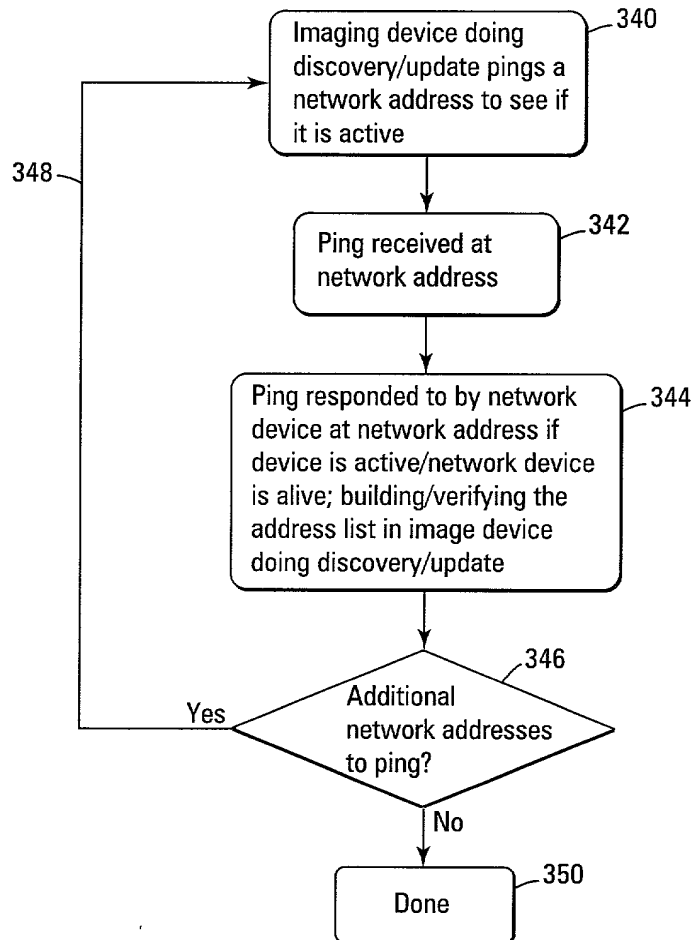 Imaging device doing
discovery/update pings a
network address to see if
it is active
340
348
Ping received at
network address
342
Ping responded to by network
device at network address if
device is active/network device
is alive; building/verifying the
address list in image device
doing discovery/update
344
346
Additional
network addresses
to ping?
Yes
No
Done
350